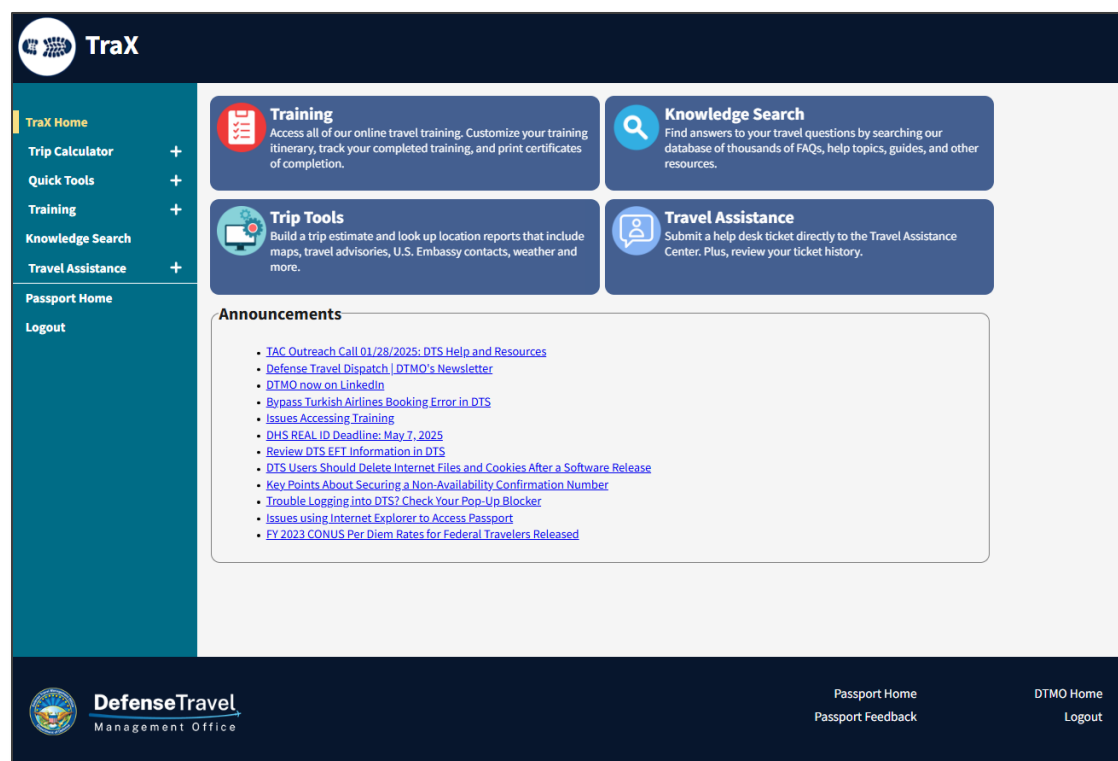 TraX
TraX Home
Trip Calculator +
Quick Tools +
Training +
Knowledge Search
Travel Assistance +
Passport Home
Logout
Training
Access all of our online travel training. Customize your training
itinerary, track your completed training, and print certificates
of completion.
Knowledge Search
Find answers to your travel questions by searching our
database of thousands of FAQs, help topics, guides, and other
resources.
Trip Tools
Build a trip estimate and look up location reports that include
maps, travel advisories, U.S. Embassy contacts, weather and
more.
Travel Assistance
Submit a help desk ticket directly to the Travel Assistance
Center. Plus, review your ticket history.
Announcements
• TAC Outreach Call 01/28/2025: DTS Help and Resources
• Defense Travel Dispatch | DTMO's Newsletter
• DTMO now on LinkedIn
• Bypass Turkish Airlines Booking Error in DTS
• Issues Accessing Training
• DHS REAL ID Deadline: May 7, 2025
• Review DTS EFT Information in DTS
• DTS Users Should Delete Internet Files and Cookies After a Software Release
• Key Points About Securing a Non-Availability Confirmation Number
• Trouble Logging into DTS? Check Your Pop-Up Blocker
• Issues using Internet Explorer to Access Passport
• FY 2023 CONUS Per Diem Rates for Federal Travelers Released
DefenseTravel
Management Office
Passport Home
Passport Feedback
DTMO Home
Logout